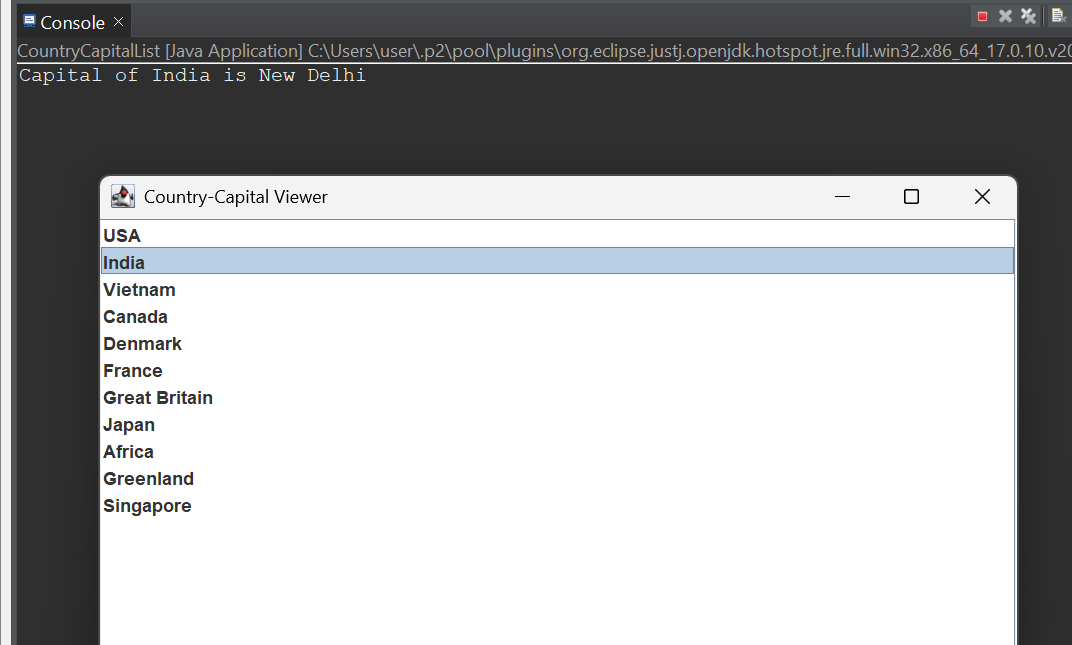 Console
CountryCapitalList [Java Application] C:\Users\user\.p2\pool\plugins\org.eclipse.justj.openjdk.hotspot.jre.full.win32.x86_64_17.0.10.v20
Capital of India is New Delhi
Country-Capital Viewer
USA
India
Vietnam
Canada
Denmark
France
Great Britain
Japan
Africa
Greenland
Singapore